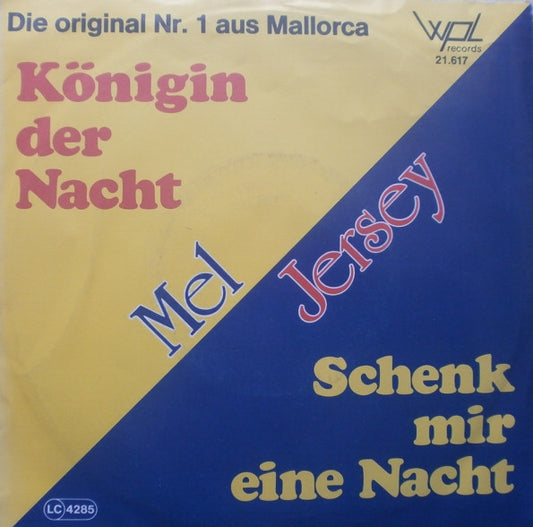 Die original Nr. 1 aus Mallorca
WPL
records
21.617
Königin
der
Nacht
Mel Jersey
Schenk
mir
eine Nacht
LC 4285